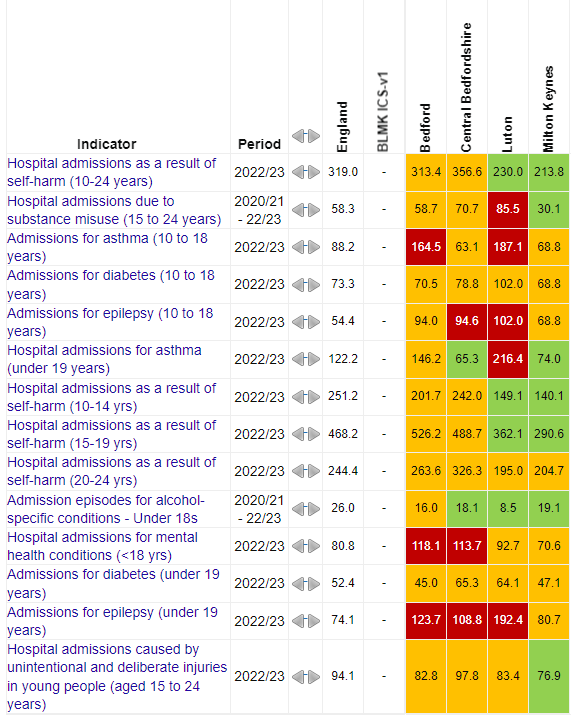 Indicator Period England BLMK ICS-v1 Bedford Central Bedfordshire Luton Milton Keynes
Hospital admissions as a result of
self-harm (10-24 years) 2022/23 319.0 - 313.4 356.6 230.0 213.8
Hospital admissions due to
substance misuse (15 to 24 years) 2020/21 - 22/23 58.3 - 58.7 70.7 85.5 30.1
Admissions for asthma (10 to 18
years) 2022/23 88.2 - 164.5 63.1 187.1 68.8
Admissions for diabetes (10 to 18
years) 2022/23 73.3 - 70.5 78.8 102.0 68.8
Admissions for epilepsy (10 to 18
years) 2022/23 54.4 - 94.0 94.6 102.0 68.8
Hospital admissions for asthma
(under 19 years) 2022/23 122.2 - 146.2 65.3 216.4 74.0
Hospital admissions as a result of
self-harm (10-14 yrs) 2022/23 251.2 - 201.7 242.0 149.1 140.1
Hospital admissions as a result of
self-harm (15-19 yrs) 2022/23 468.2 - 526.2 488.7 362.1 290.6
Hospital admissions as a result of
self-harm (20-24 yrs) 2022/23 244.4 - 263.6 326.3 195.0 204.7
Admission episodes for alcohol-
specific conditions - Under 18s 2020/21 - 22/23 26.0 - 16.0 18.1 8.5 19.1
Hospital admissions for mental
health conditions (<18 yrs) 2022/23 80.8 - 118.1 113.7 92.7 70.6
Admissions for diabetes (under 19
years) 2022/23 52.4 - 45.0 65.3 64.1 47.1
Admissions for epilepsy (under 19
years) 2022/23 74.1 - 123.7 108.8 192.4 80.7
Hospital admissions caused by
unintentional and deliberate injuries
in young people (aged 15 to 24
years) 2022/23 94.1 - 82.8 97.8 83.4 76.9